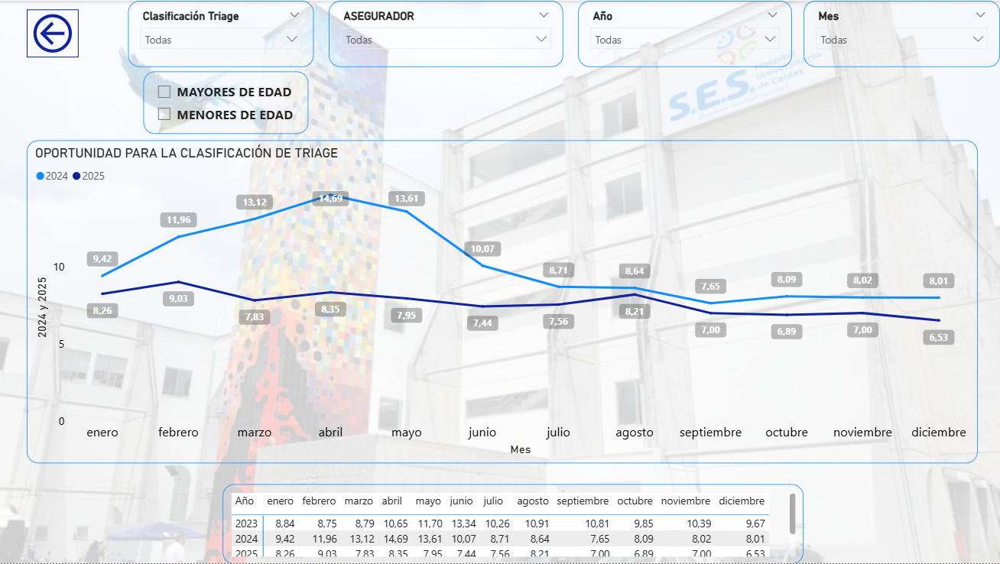 Clasificación Triage
Todas
ASEGURADOR
Todas
Año
Todas
Mes
Todas
MAYORES DE EDAD
MENORES DE EDAD
S.E.S.
Hospital
Universitario
de Caldas
OPORTUNIDAD PARA LA CLASIFICACIÓN DE TRIAGE
2024 2025
2024 y 2025
10
5
0
9,42 11,96 13,12 14,69 13,61 10,07 8,71 8,64 7,65 8,09 8,02 8,01
8,26 9,03 7,83 8,35 7,95 7,44 7,56 8,21 7,00 6,89 7,00 6,53
enero febrero marzo abril mayo junio julio agosto septiembre octubre noviembre diciembre
Mes
Año enero febrero marzo abril mayo junio julio agosto septiembre octubre noviembre diciembre
2023 8,84 8,75 8,79 10,65 11,70 13,34 10,26 10,91 10,81 9,85 10,39 9,67
2024 9,42 11,96 13,12 14,69 13,61 10,07 8,71 8,64 7,65 8,09 8,02 8,01
2025 8,26 9,03 7,83 8,35 7,95 7,44 7,56 8,21 7,00 6,89 7,00 6,53